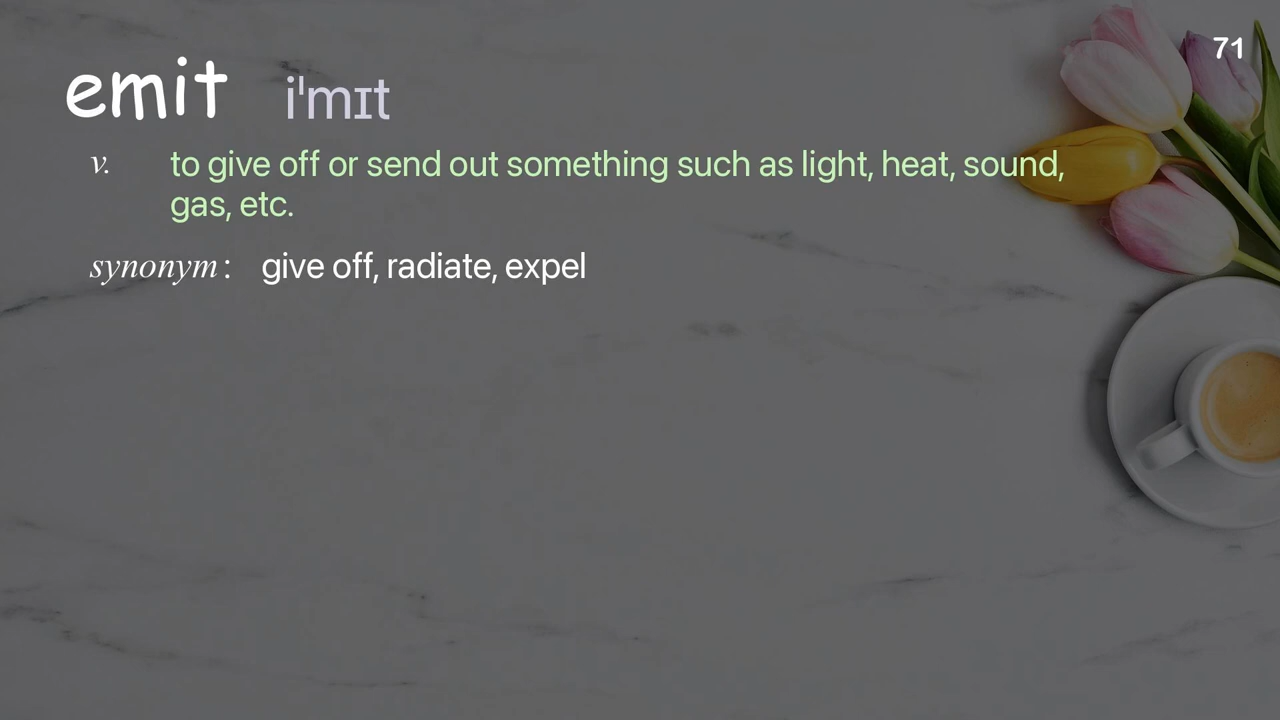 71
emit iˈmɪt
v. to give off or send out something such as light, heat, sound,
gas, etc.
synonym: give off, radiate, expel